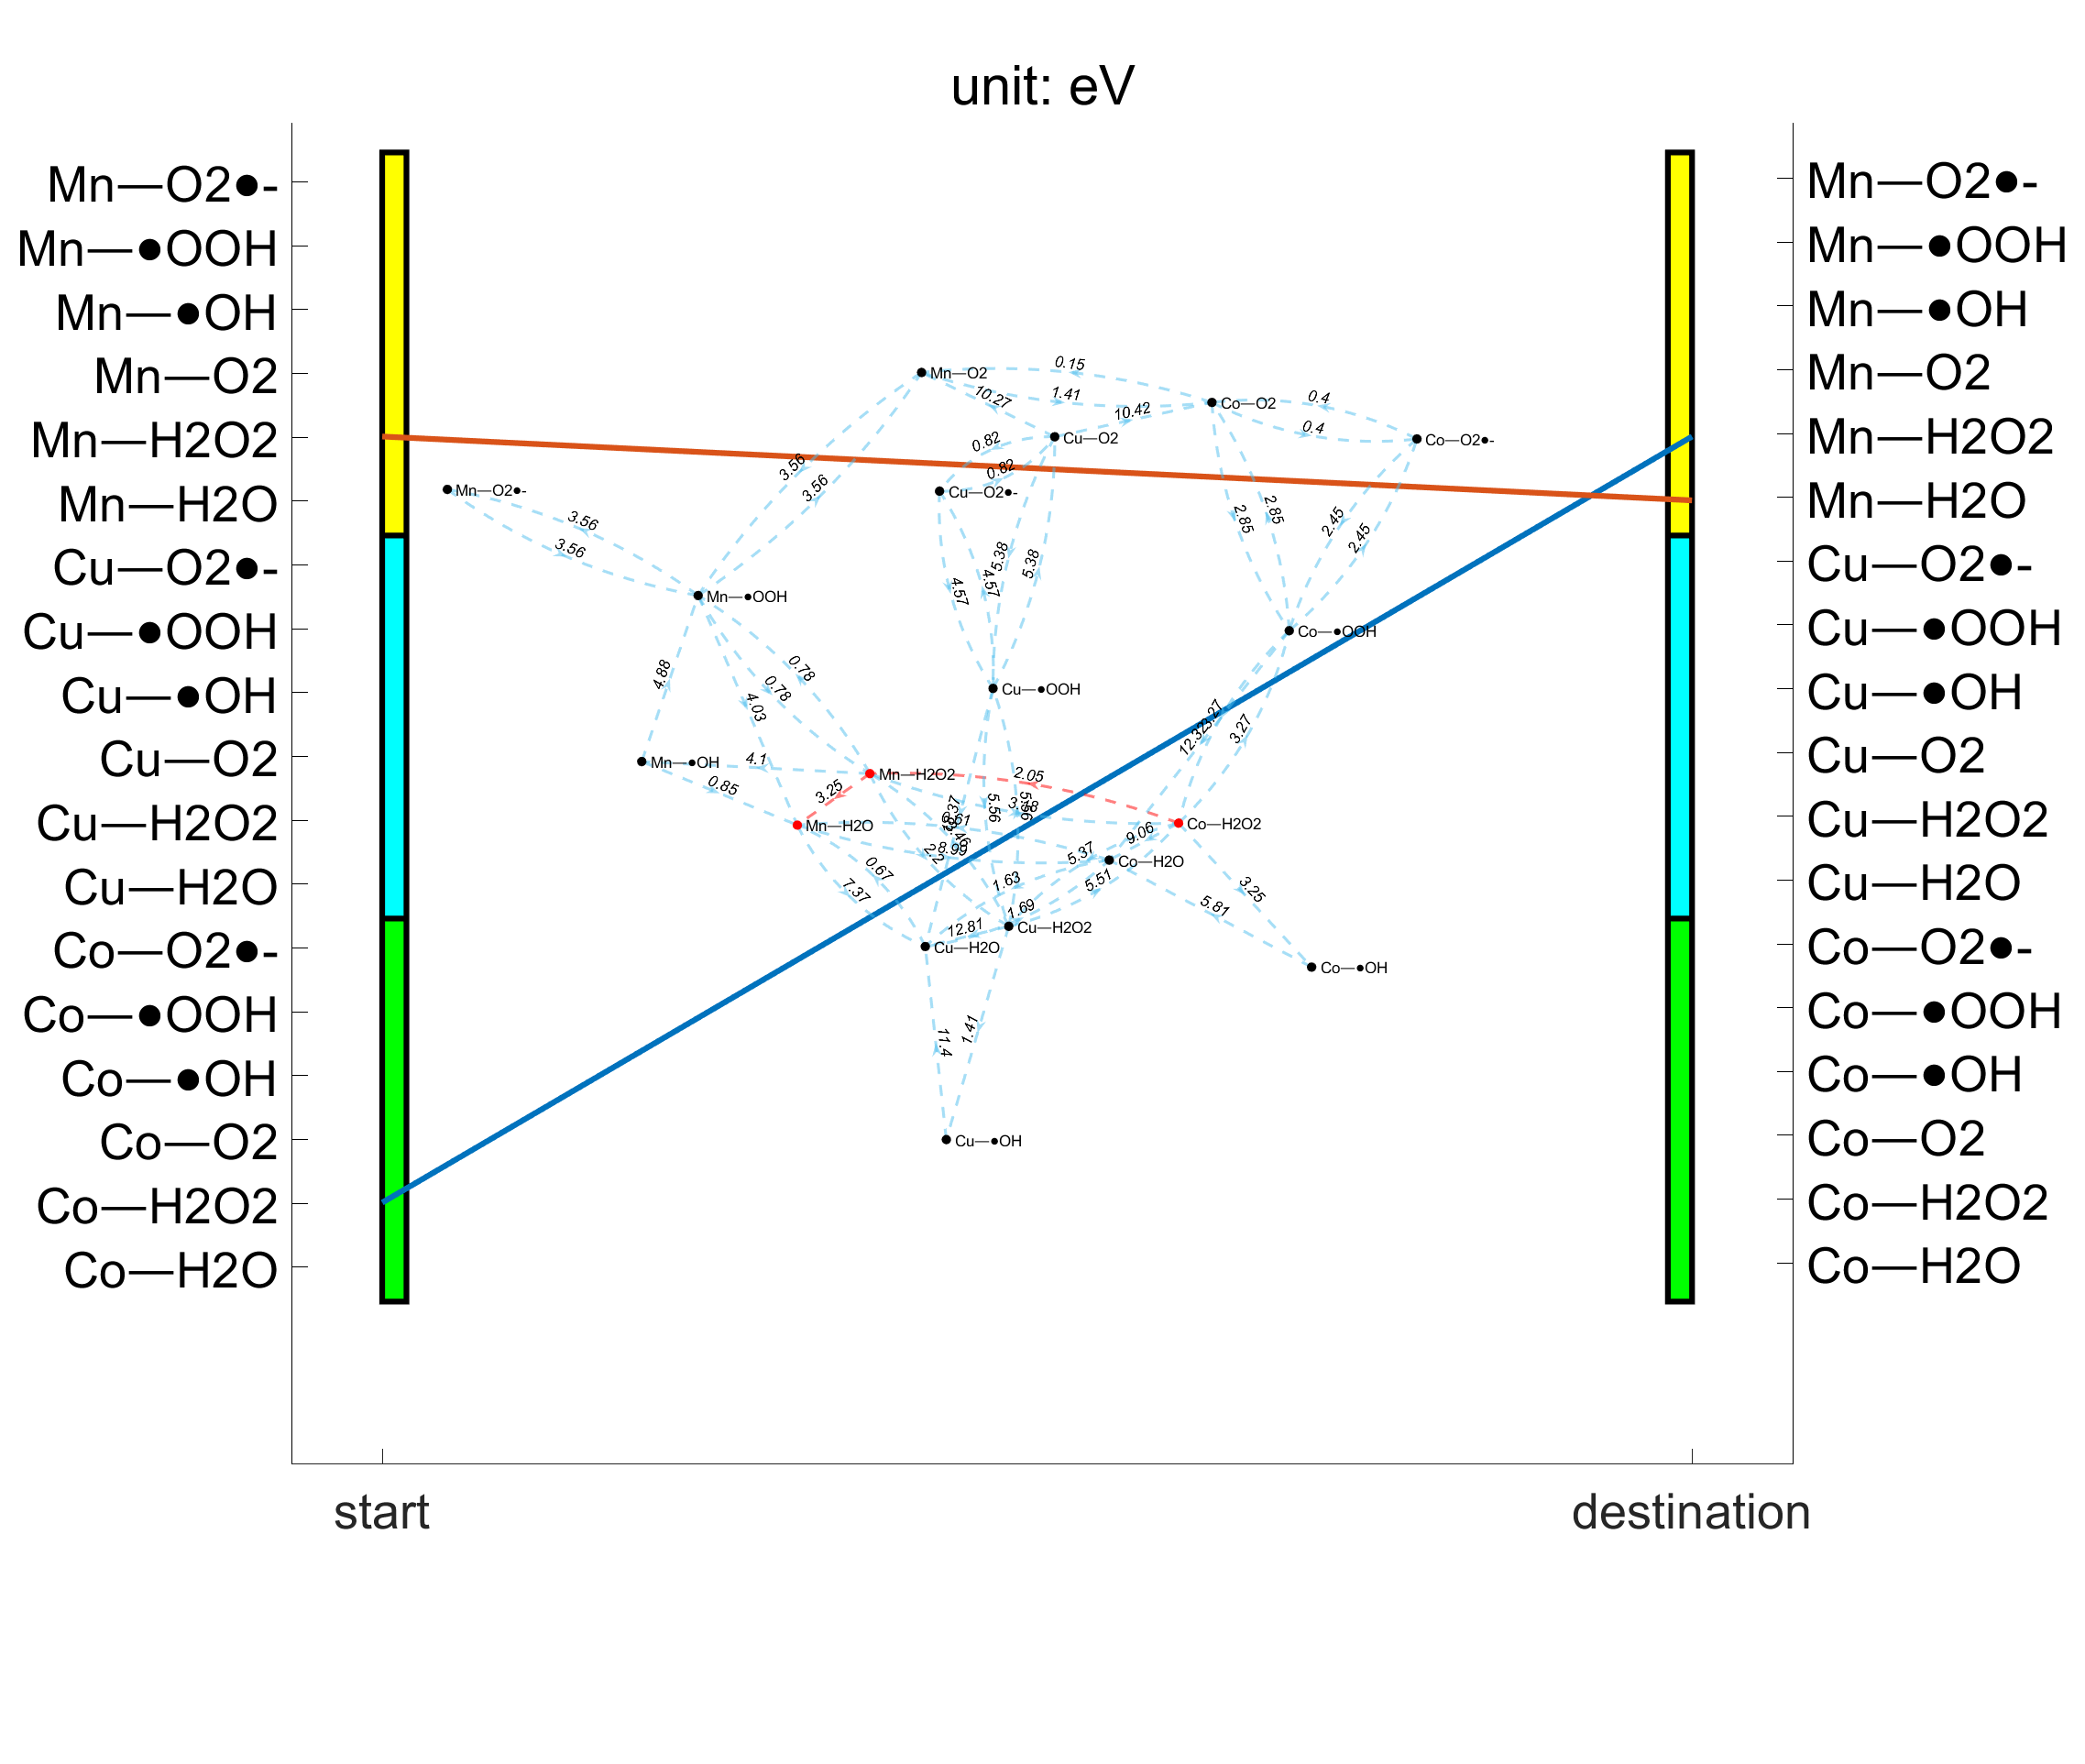 unit: eV
Mn—O2●-
Mn—●OOH
Mn—●OH
Mn—O2
Mn—H2O2
Mn—H2O
Cu—O2●-
Cu—●OOH
Cu—●OH
Cu—O2
Cu—H2O2
Cu—H2O
Co—O2●-
Co—●OOH
Co—●OH
Co—O2
Co—H2O2
Co—H2O
Mn—O2●-
Mn—●OOH
Mn—●OH
Mn—O2
Mn—H2O2
Mn—H2O
Cu—O2●-
Cu—●OOH
Cu—●OH
Cu—O2
Cu—H2O2
Cu—H2O
Co—O2●-
Co—●OOH
Co—●OH
Co—O2
Co—H2O2
Co—H2O
0.15
Mn—O2
10.27
1.41
10.42
Co—O2
0.4
0.4
Co—O2●-
0.82
Cu—O2
0.82
3.56
3.56
Mn—O2●-
Cu—O2●-
3.56
3.56
2.85
2.85
2.45
2.45
5.38
5.38
4.57
4.57
Mn—●OOH
Co—●OOH
4.88
0.78
0.78
4.03
Cu—●OOH
12.32
3.27
3.27
Mn—●OH
4.1
0.85
Mn—H2O2
2.05
3.25
Mn—H2O
5.56
Co—H2O2
9.06
8.99
5.37
Co—H2O
0.67
7.37
2.2
1.63
5.51
3.25
1.69
5.81
12.81
Cu—H2O2
Cu—H2O
Co—●OH
11.4
1.41
Cu—●OH
start
destination